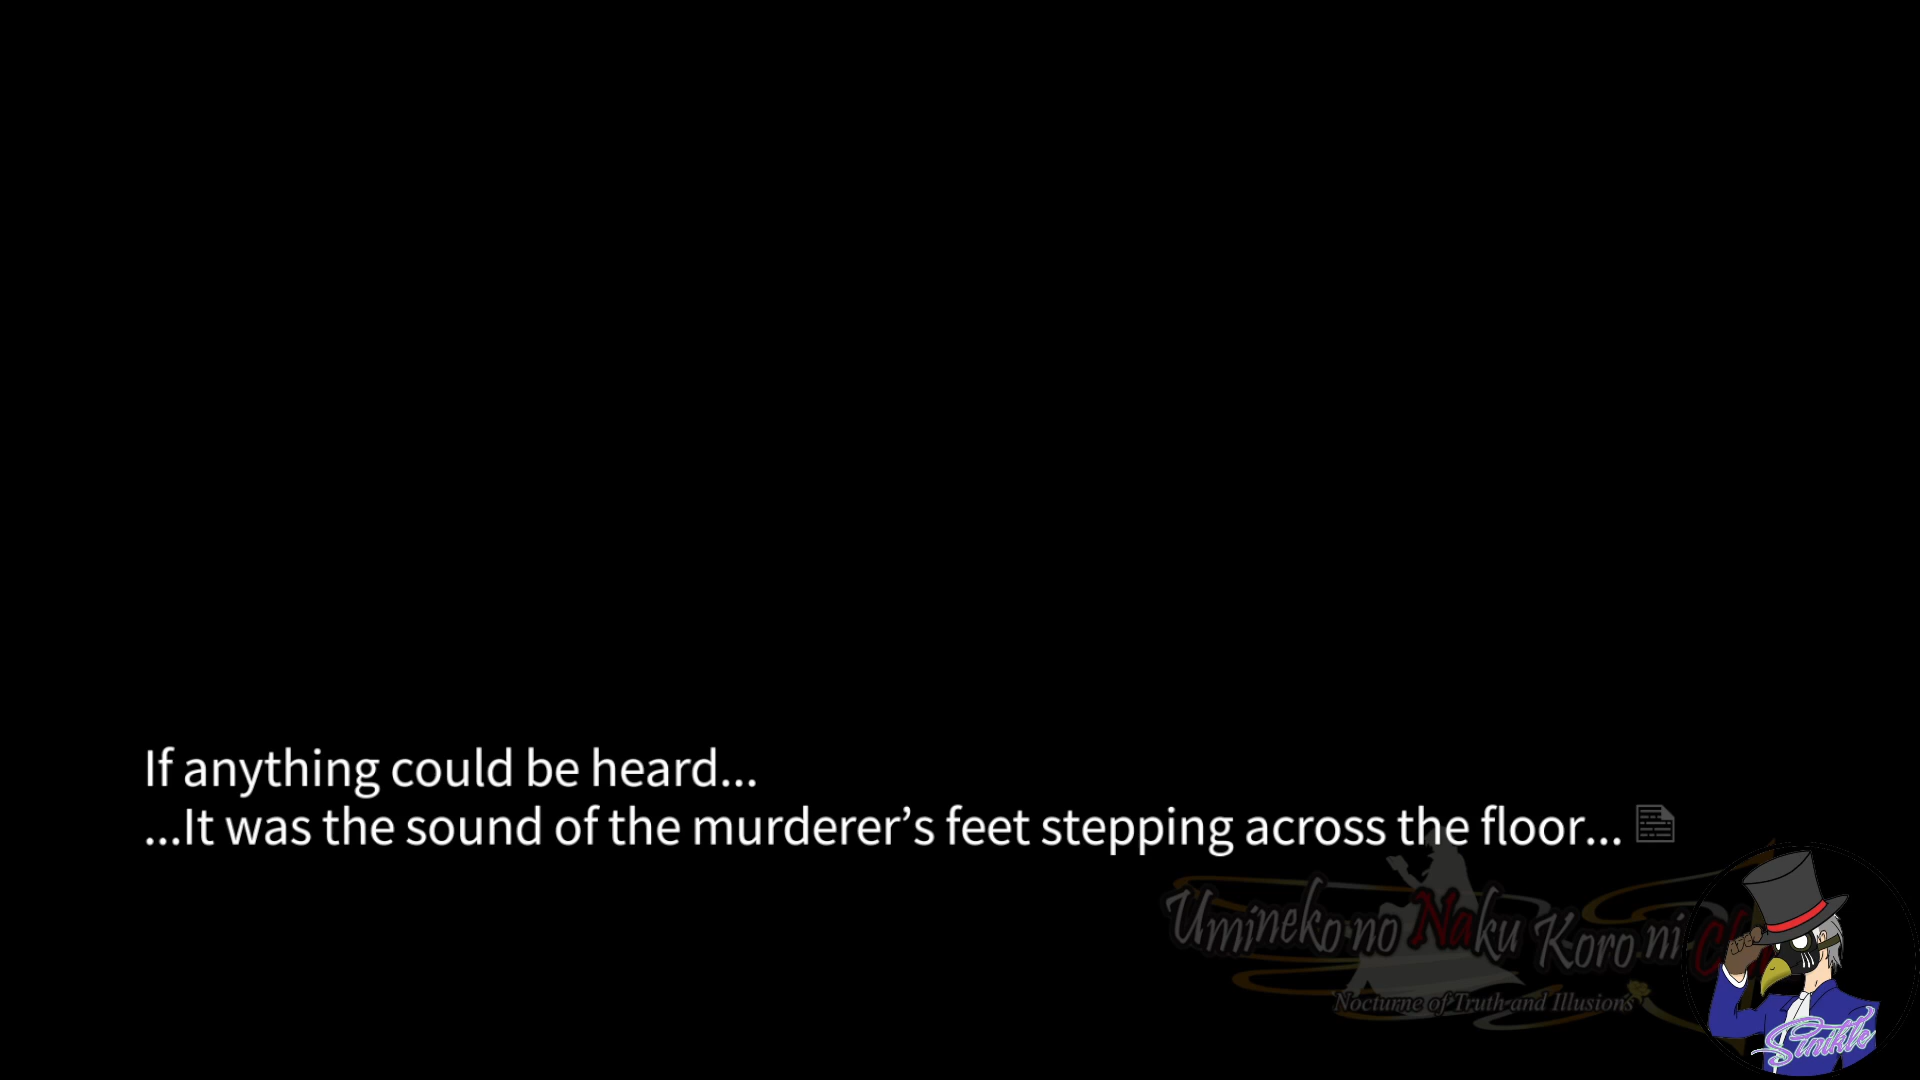 If anything could be heard...
...It was the sound of the murderer’s feet stepping across the floor...
Umineko no Naku Koro ni
Nocturne of Truth and Illusions
Sinikle